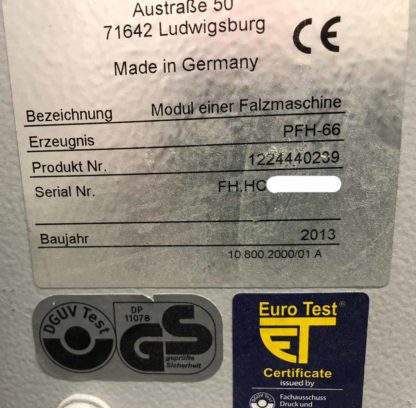 Austraße 50
71642 Ludwigsburg
CE
Made in Germany
Bezeichnung Modul einer Falzmaschine
Erzeugnis PFH-66
Produkt Nr. 1224440239
Serial Nr. FH.HC
Baujahr 2013
10.800.2000/01 A
DGUV Test
DP
11078
GS
geprüfte
Sicherheit
Euro Test®
ET
Certificate
issued by
DGUV Test
Fachausschuss
Druck und